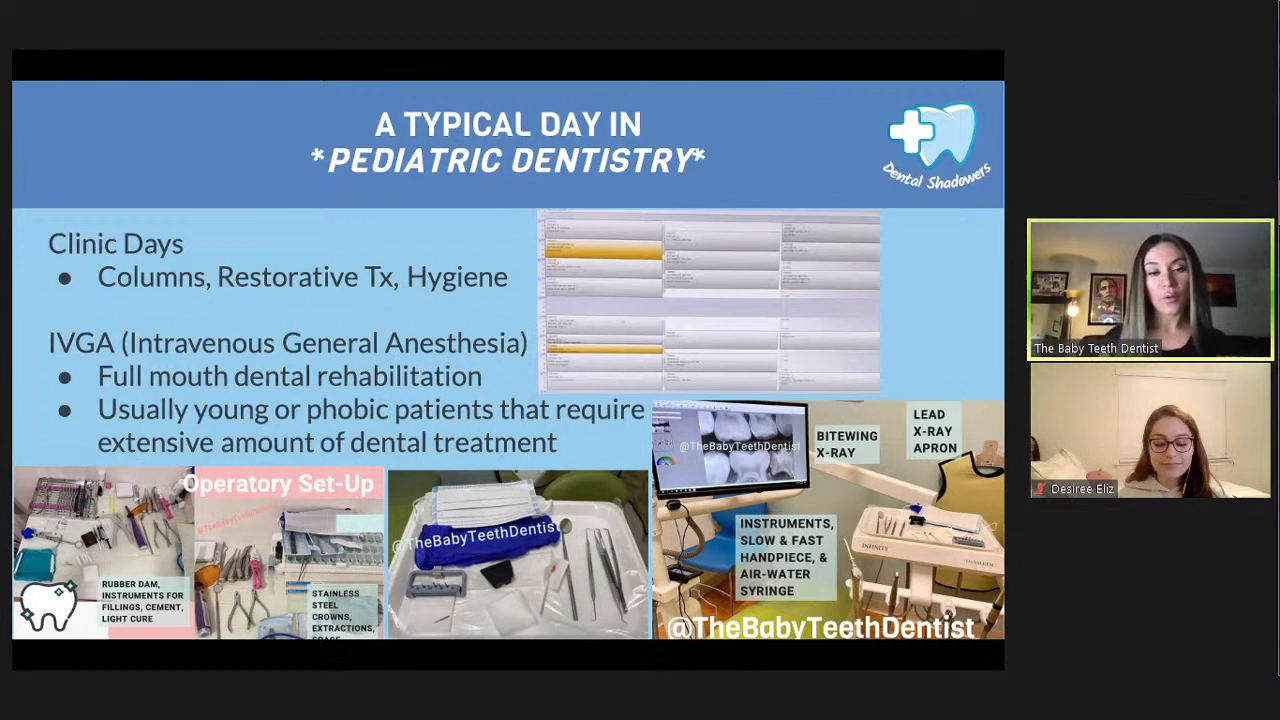 A TYPICAL DAY IN
*PEDIATRIC DENTISTRY*
Dental Shadowers
Clinic Days
● Columns, Restorative Tx, Hygiene
IVGA (Intravenous General Anesthesia)
● Full mouth dental rehabilitation
● Usually young or phobic patients that require
extensive amount of dental treatment
Operatory Set-Up
@TheBabyTeethDentist
RUBBER DAM,
INSTRUMENTS FOR
FILLINGS, CEMENT,
LIGHT CURE
STAINLESS
STEEL
CROWNS,
EXTRACTIONS,
@TheBabyTeethDentist
@TheBabyTeethDentist
BITEWING
X-RAY
LEAD
X-RAY
APRON
INSTRUMENTS,
SLOW & FAST
HANDPIECE, &
AIR-WATER
SYRINGE
INFINITY
@TheBabyTeethDentist
The Baby Teeth Dentist
Desiree Eliz